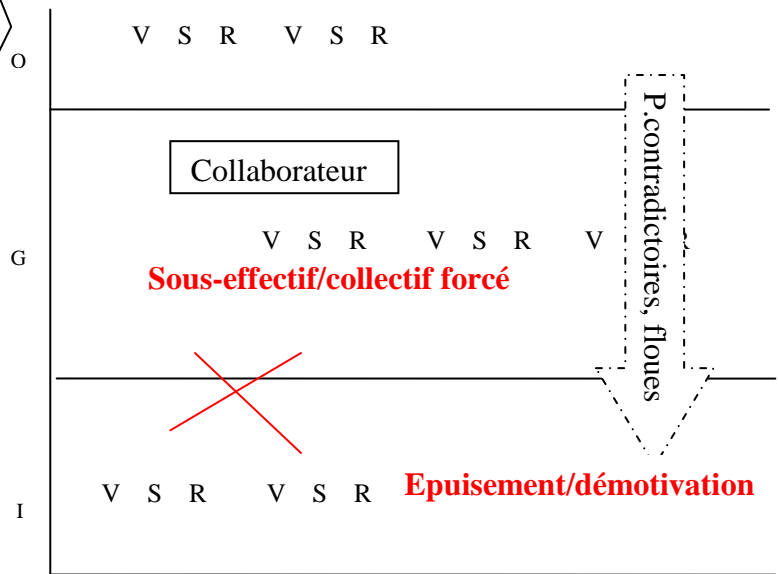 O
V S R V S R
Collaborateur
G
V S R V S R V R
Sous-effectif/collectif forcé
P.contradictoires, floues
I
V S R V S R
Epuisement/démotivation